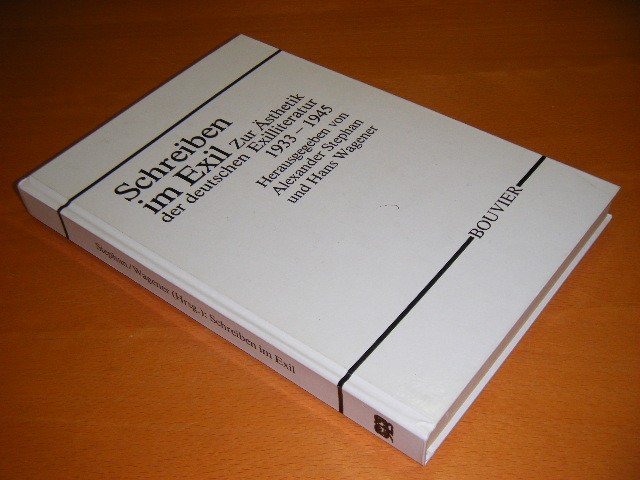 Schreiben
im Exil Zur Ästhetik
der deutschen Exilliteratur
1933 – 1945
Herausgegeben von
Alexander Stephan
und Hans Wagener
BOUVIER
Stephan/Wagener (Hrsg.): Schreiben im Exil